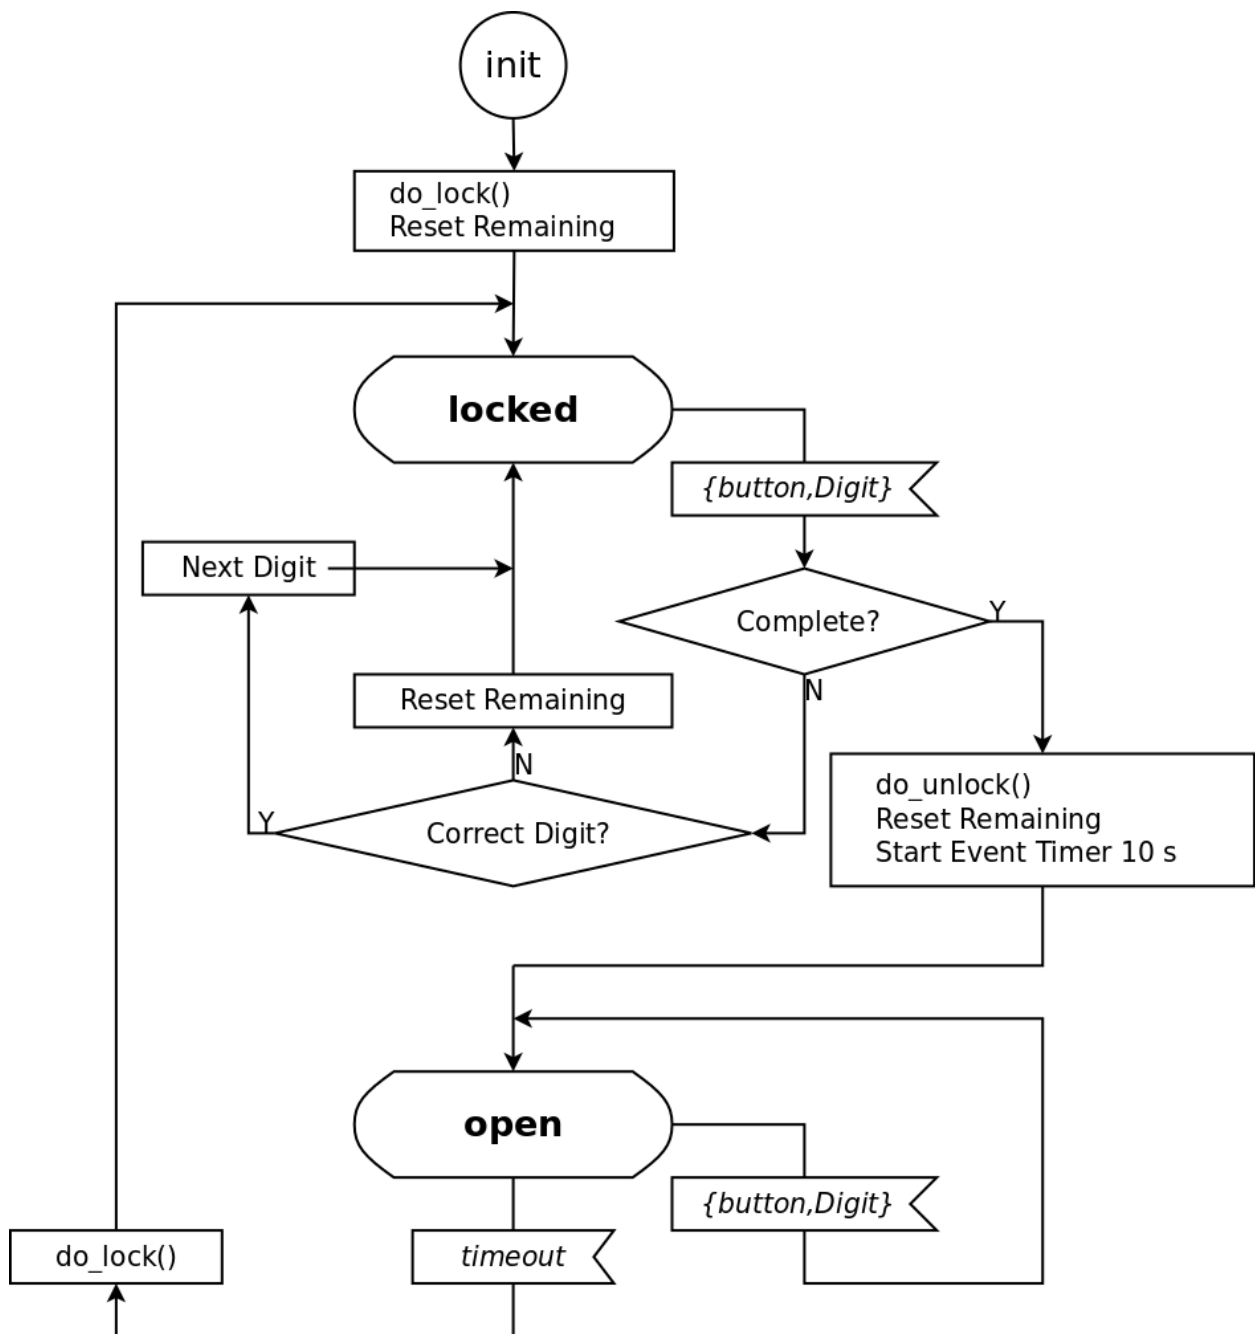 init
do_lock()
Reset Remaining
locked
{button,Digit}
Next Digit
Complete?
Y
N
Reset Remaining
N
do_unlock()
Reset Remaining
Start Event Timer 10 s
Y
Correct Digit?
open
{button,Digit}
do_lock()
timeout